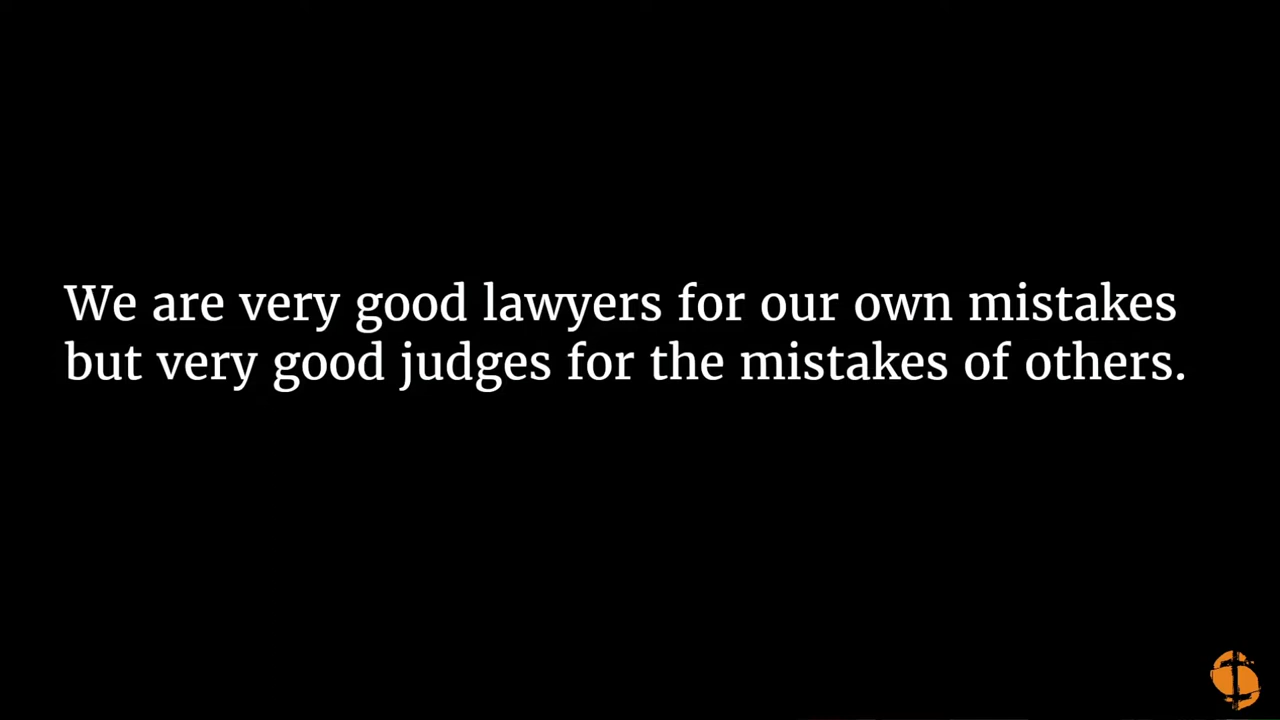 We are very good lawyers for our own mistakes
but very good judges for the mistakes of others.